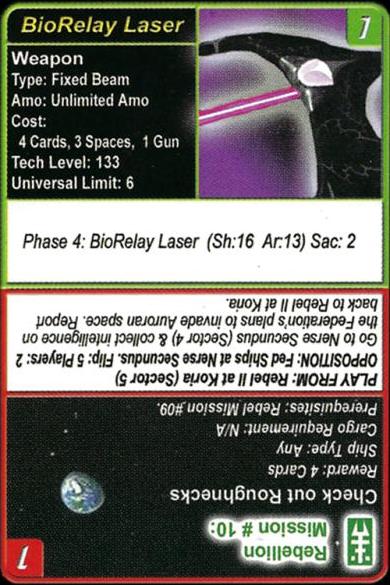 BioRelay Laser
1
Weapon
Type: Fixed Beam
Amo: Unlimited Amo
Cost:
4 Cards, 3 Spaces, 1 Gun
Tech Level: 133
Universal Limit: 6
Phase 4: BioRelay Laser (Sh:16 Ar:13) Sac: 2
1
Rebellion
Mission # 10:
Check out Roughnecks
Reward: 4 Cards
Ship Type: Any
Cargo Requirement: N/A
Prerequisites: Rebel Mission #09.
PLAY FROM: Rebel II at Koria (Sector 5)
OPPOSITION: Fed Ships at Nerse Secundus. Flip: 5 Players: 2
Go to Nerse Secundus (Sector 4) & collect intelligence on
the Federation's plans to invade Auroran space. Report
back to Rebel II at Koria.